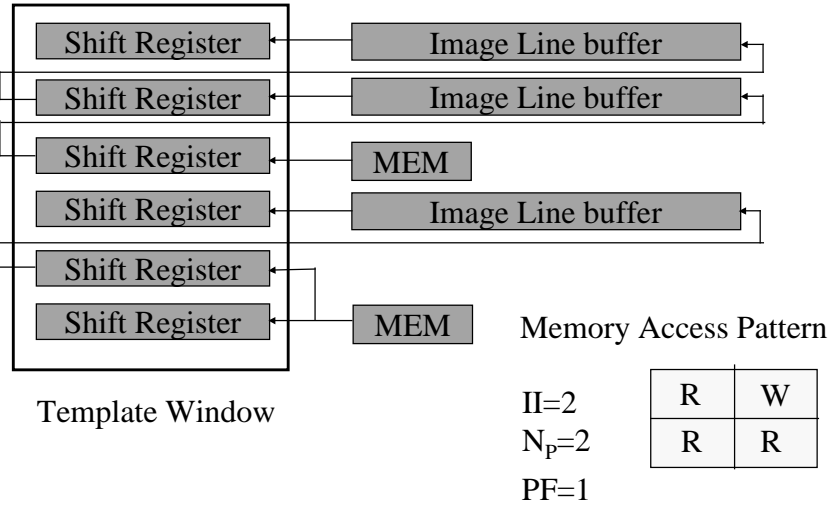 Shift Register Image Line buffer
Shift Register Image Line buffer
Shift Register MEM
Shift Register Image Line buffer
Shift Register
Shift Register MEM
Memory Access Pattern
Template Window
II=2 R W
NP=2 R R
PF=1